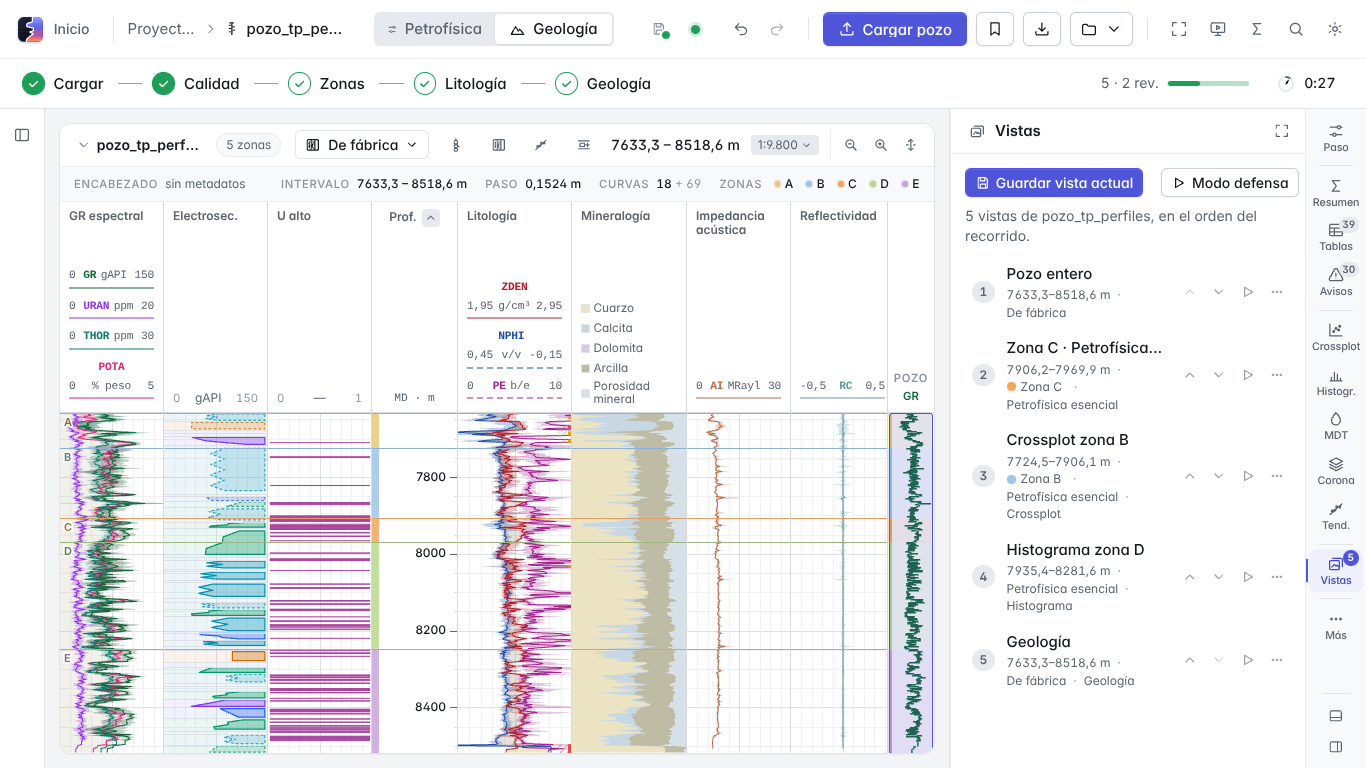 Inicio
Proyect...
pozo_tp_pe...
Petrofísica
Geología
Cargar pozo
Cargar
Calidad
Zonas
Litología
Geología
5 · 2 rev.
0:27
pozo_tp_perf...
5 zonas
De fábrica
7633,3 – 8518,6 m
1:9.800
ENCABEZADO sin metadatos
INTERVALO 7633,3 – 8518,6 m
PASO 0,1524 m
CURVAS 18 + 69
ZONAS A B C D E
GR espectral
Electrosec.
U alto
Prof.
Litología
Mineralogía
Impedancia
acústica
Reflectividad
0 GR gAPI 150
0 URAN ppm 20
0 THOR ppm 30
POTA
0 % peso 5
0 gAPI 150
0 — 1
MD · m
ZDEN
1,95 g/cm³ 2,95
NPHI
0,45 v/v -0,15
0 PE b/e 10
Cuarzo
Calcita
Dolomita
Arcilla
Porosidad
mineral
0 AI MRayl 30
-0,5 RC 0,5
POZO
GR
A
B
C
D
E
7800
8000
8200
8400
Vistas
Guardar vista actual
Modo defensa
5 vistas de pozo_tp_perfiles, en el orden del
recorrido.
1
Pozo entero
7633,3–8518,6 m ·
De fábrica
2
Zona C · Petrofísica...
7906,2–7969,9 m ·
Zona C ·
Petrofísica esencial
3
Crossplot zona B
7724,5–7906,1 m ·
Zona B ·
Petrofísica esencial ·
Crossplot
4
Histograma zona D
7935,4–8281,6 m ·
Petrofísica esencial ·
Histograma
5
Geología
7633,3–8518,6 m ·
De fábrica · Geología
Paso
Resumen
39
Tablas
30
Avisos
Crossplot
Histogr.
MDT
Corona
Tend.
5
Vistas
Más